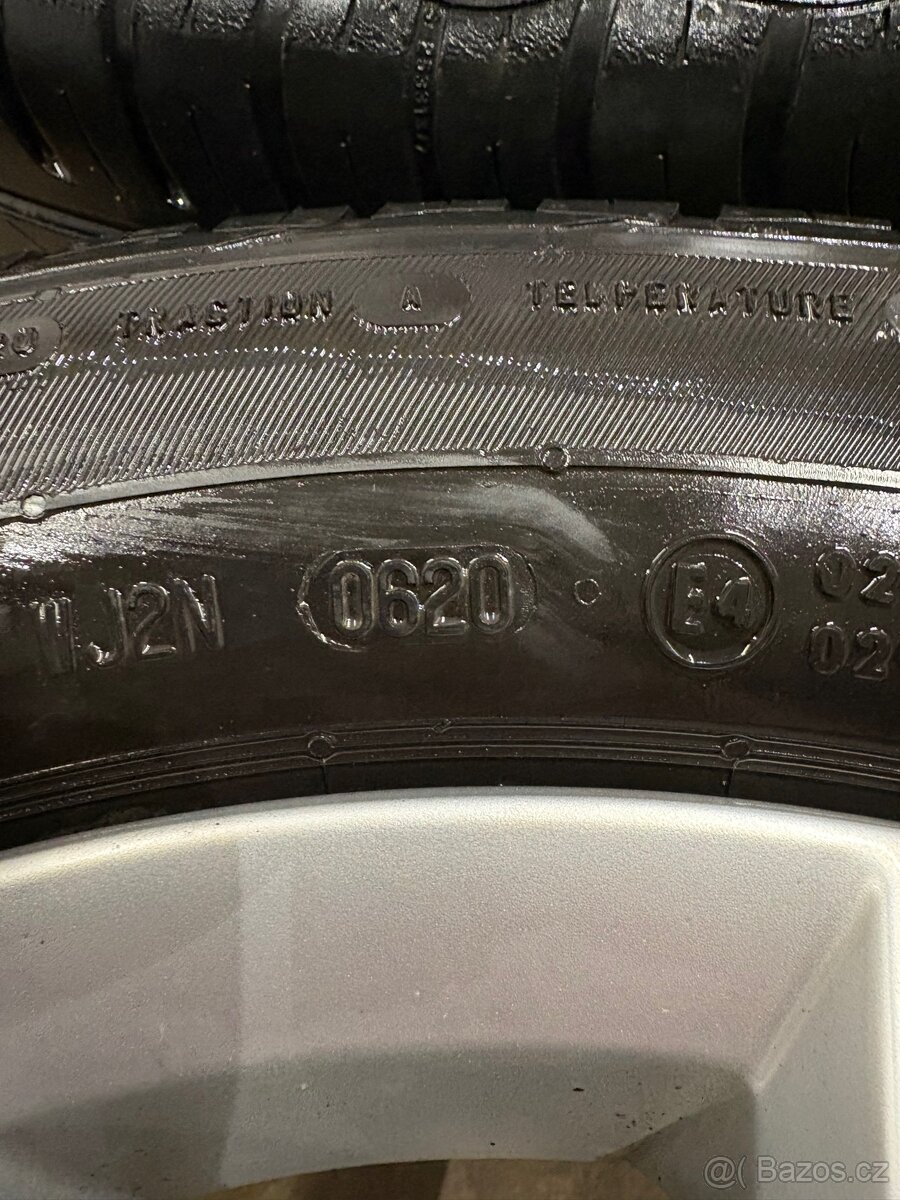 TRACTION A TEMPERATURE
1J2N 0620 E4 02
02
@( Bazos.cz